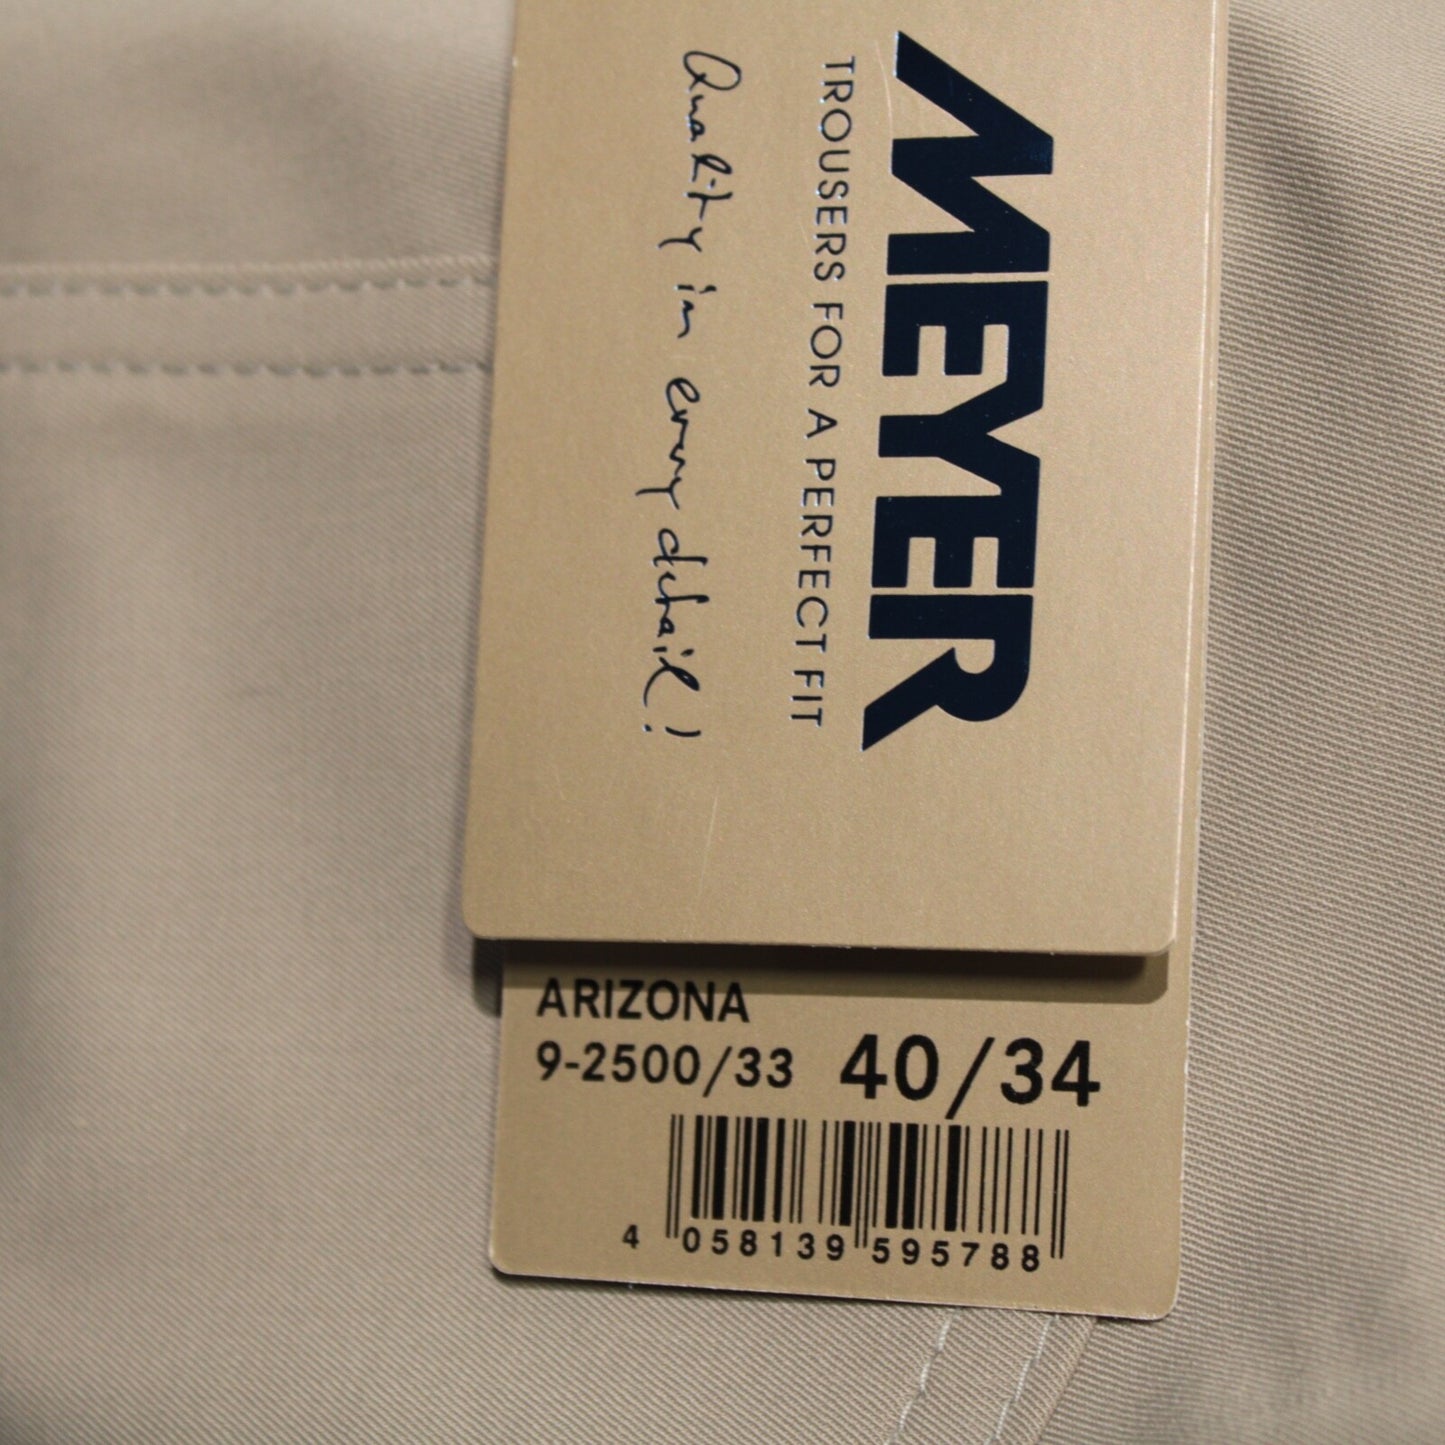 MEYER
TROUSERS FOR A PERFECT FIT
Quality in every detail!
ARIZONA
9-2500/33 40/34
4 058139 595788